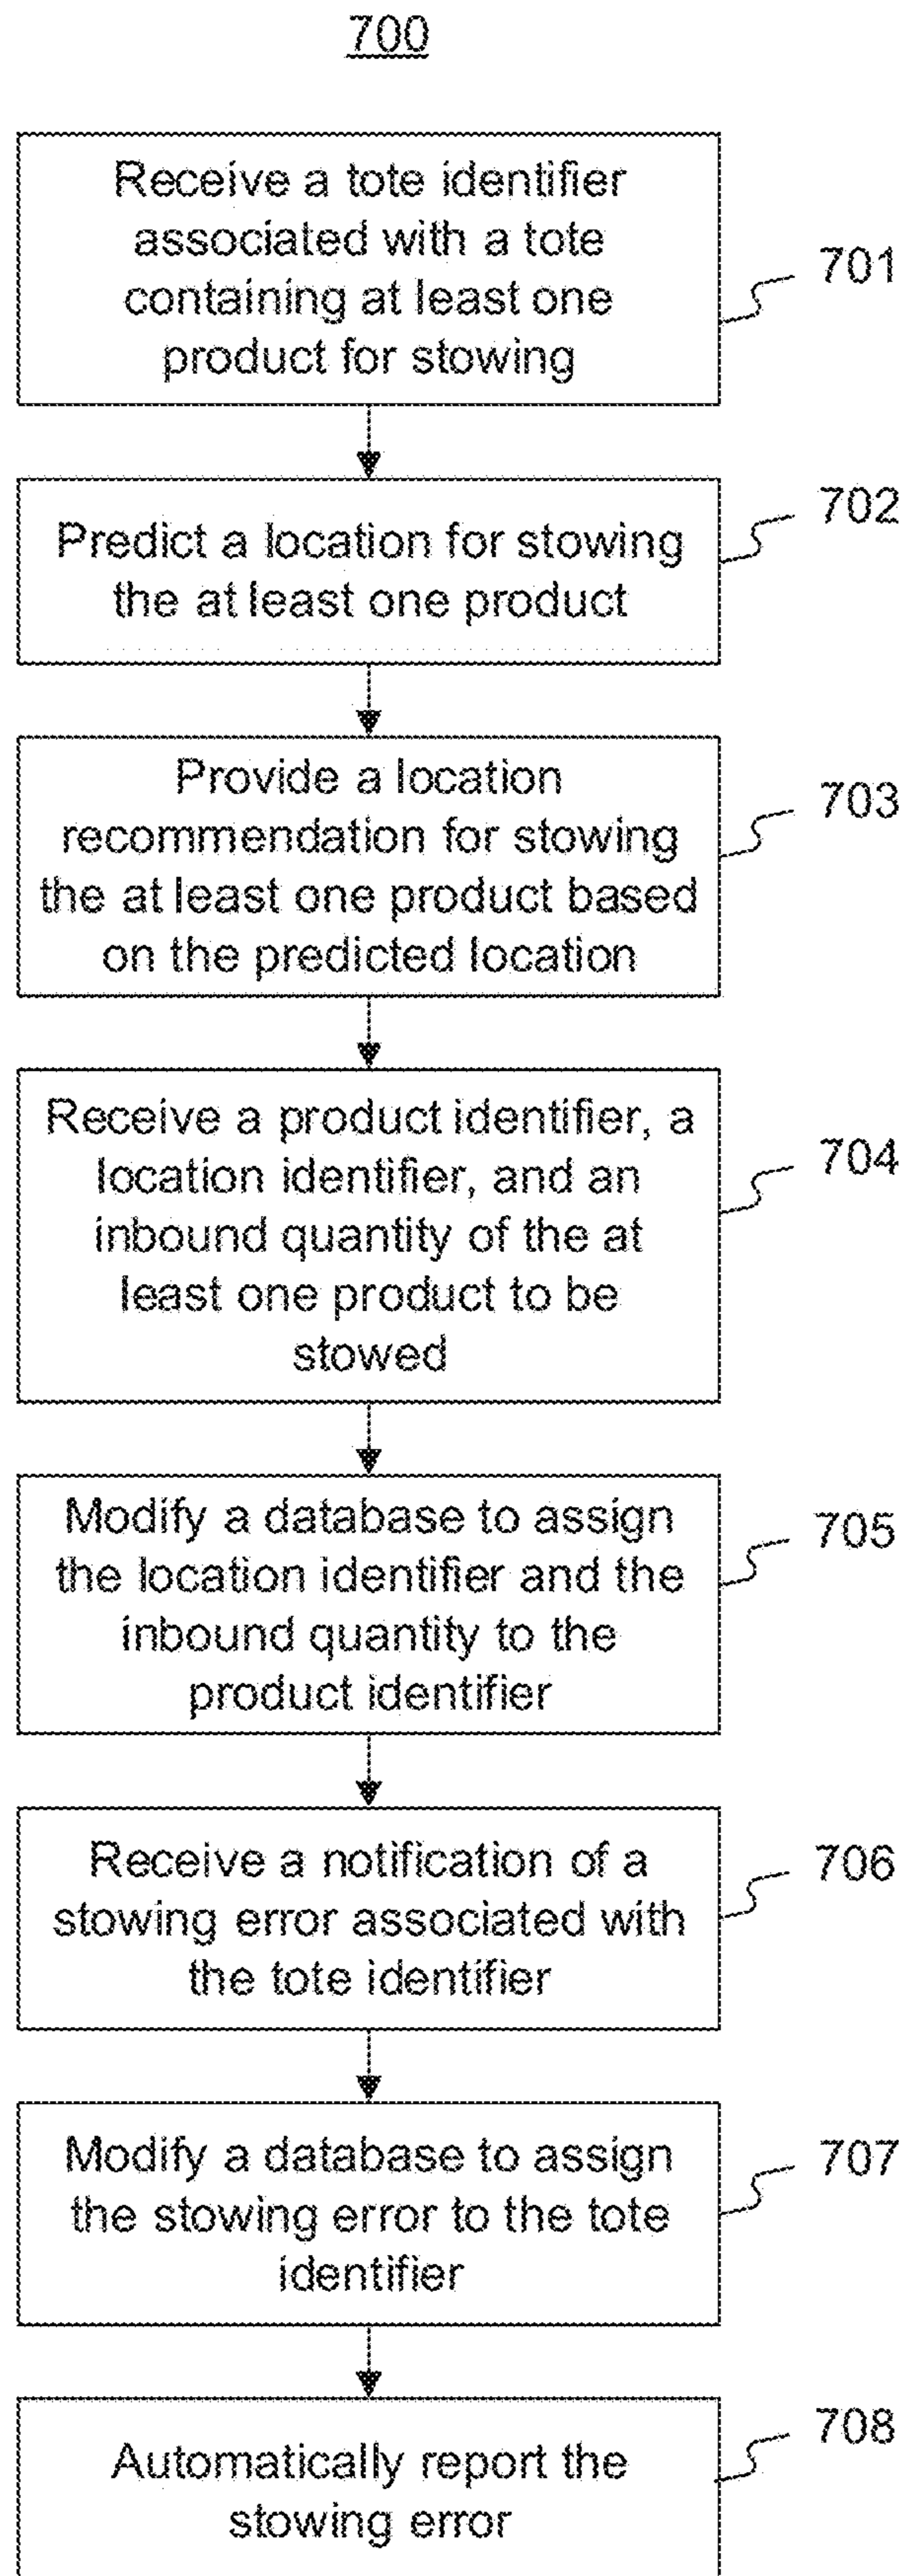 700
Receive a tote identifier
associated with a tote
containing at least one
product for stowing
701
Predict a location for stowing
the at least one product
702
Provide a location
recommendation for stowing
the at least one product based
on the predicted location
703
Receive a product identifier, a
location identifier, and an
inbound quantity of the at
least one product to be
stowed
704
Modify a database to assign
the location identifier and the
inbound quantity to the
product identifier
705
Receive a notification of a
stowing error associated with
the tote identifier
706
Modify a database to assign
the stowing error to the tote
identifier
707
Automatically report the
stowing error
708